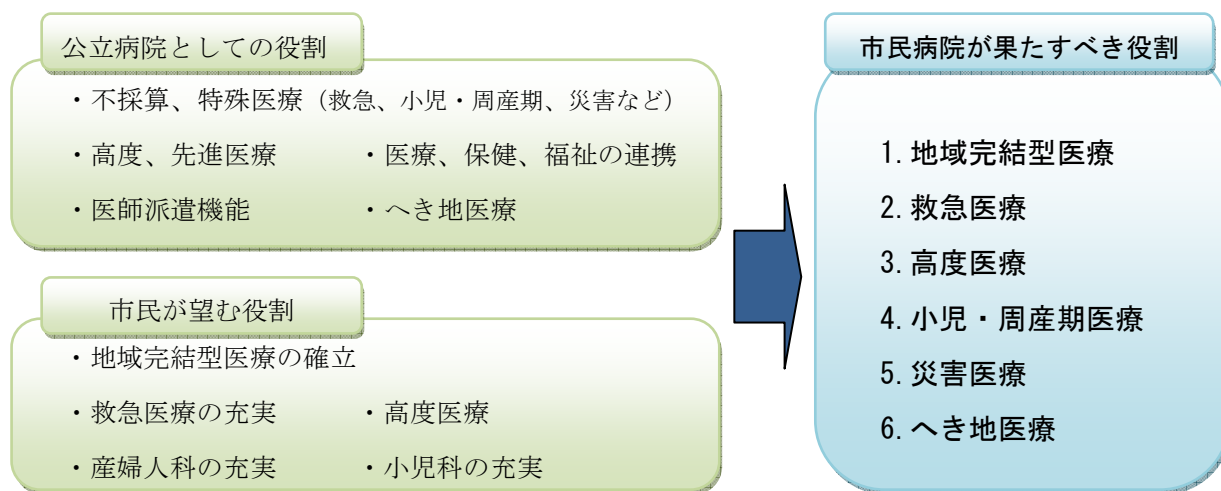 公立病院としての役割
・不採算、特殊医療（救急、小児・周産期、災害など）
・高度、先進医療　・医療、保健、福祉の連携
・医師派遣機能　・へき地医療
市民が望む役割
・地域完結型医療の確立
・救急医療の充実　・高度医療
・産婦人科の充実　・小児科の充実
市民病院が果たすべき役割
1. 地域完結型医療
2. 救急医療
3. 高度医療
4. 小児・周産期医療
5. 災害医療
6. へき地医療